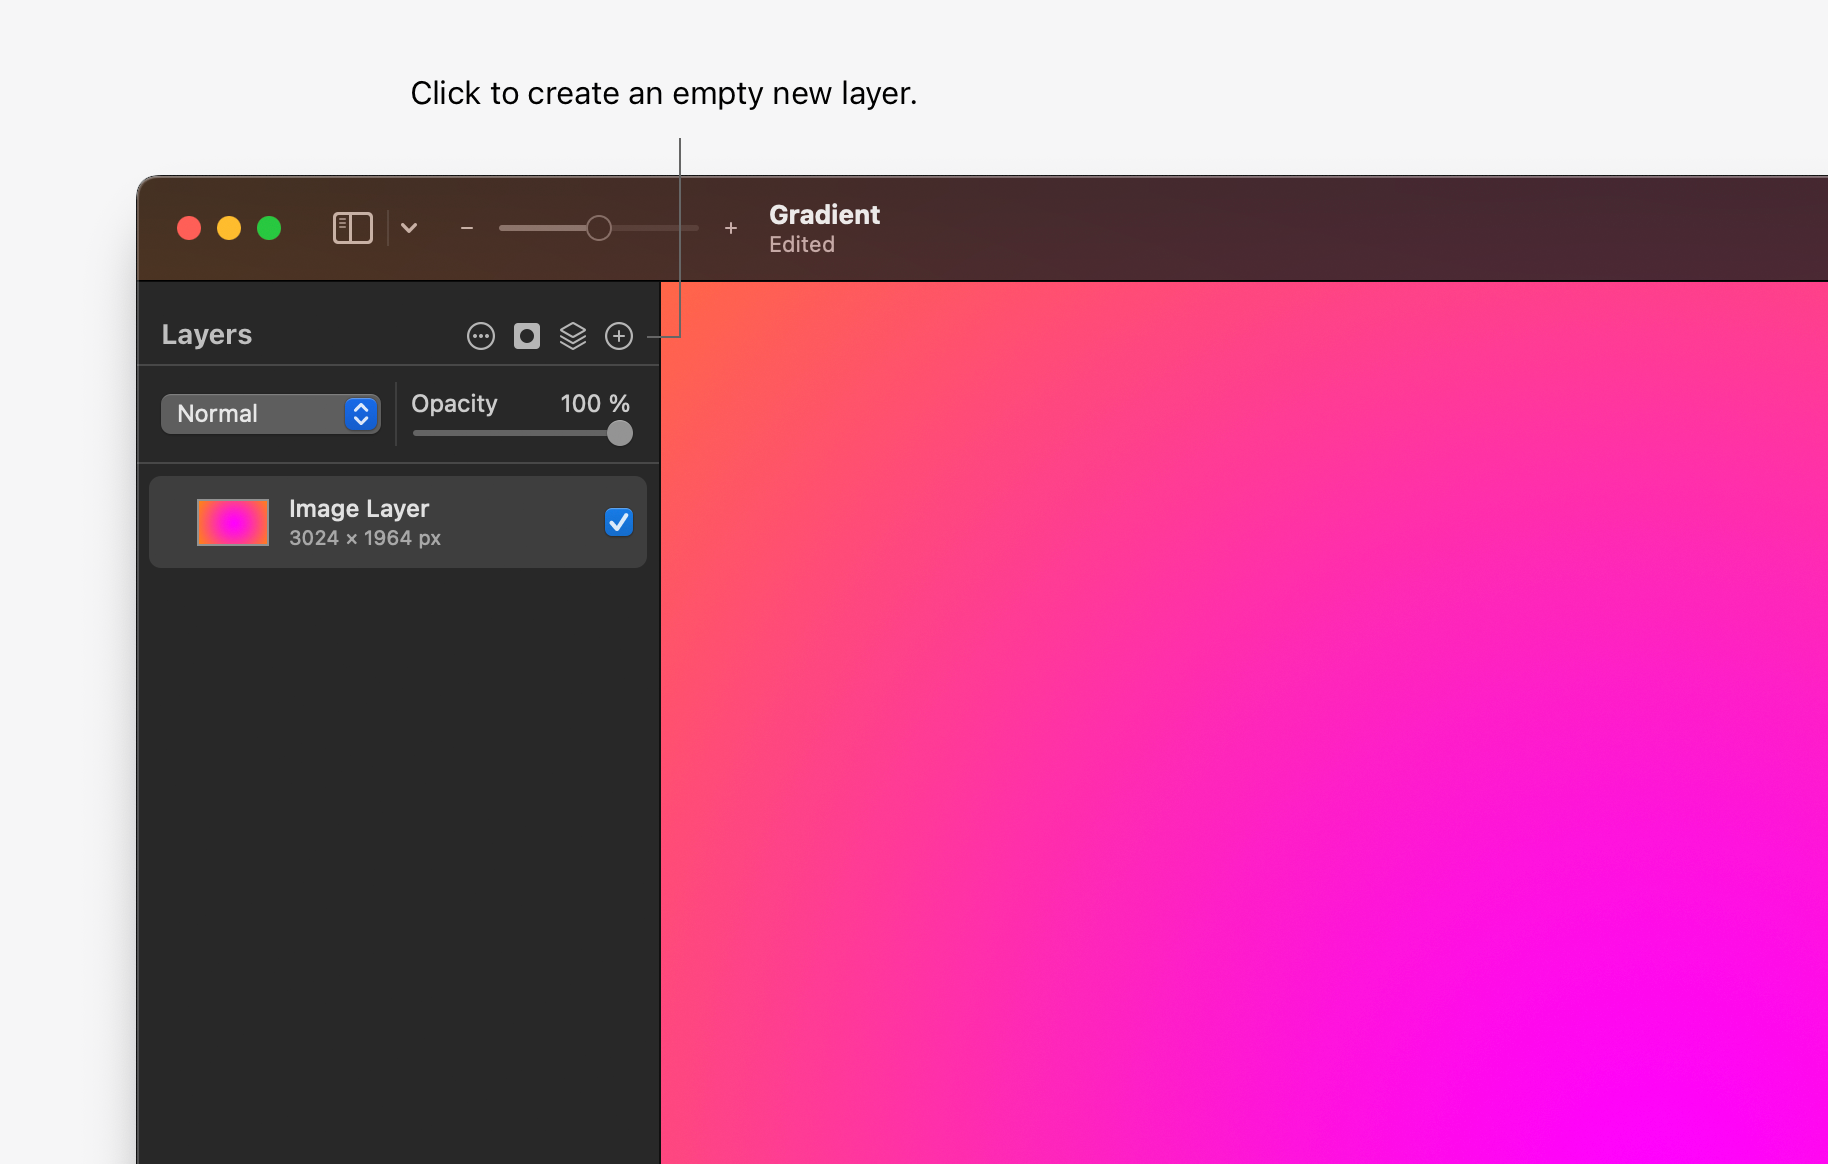 Click to create an empty new layer.
Gradient
Edited
Layers
Normal
Opacity 100 %
Image Layer
3024 × 1964 px